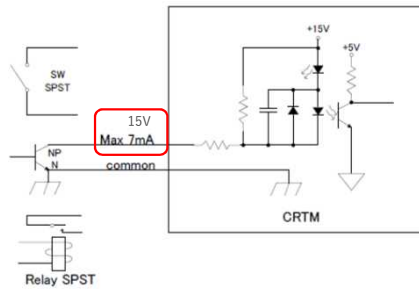 +15V
+5V
SW
SPST
15V
Max 7mA
NP
N
common
CRTM
Relay SPST